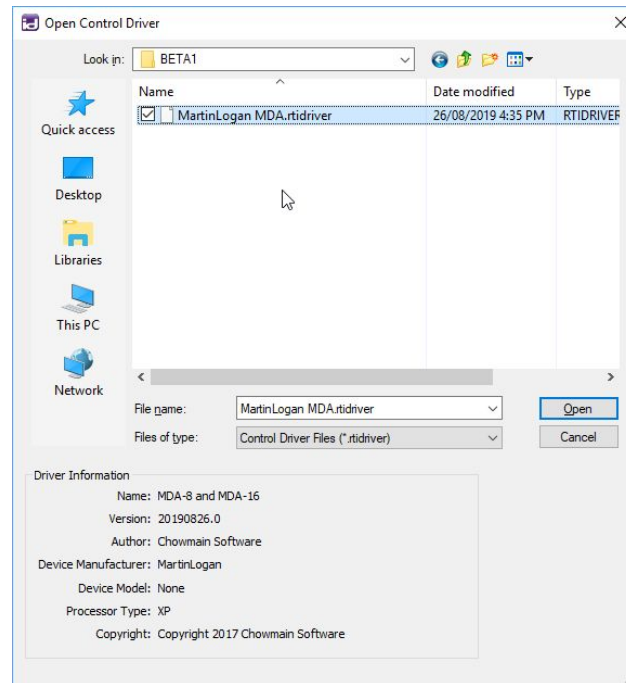 Open Control Driver
Look in: BETA1
Name Date modified Type
MartinLogan MDA.rtidriver 26/08/2019 4:35 PM RTIDRIVER
Quick access
Desktop
Libraries
This PC
Network
File name: MartinLogan MDA.rtidriver Open
Files of type: Control Driver Files (*.rtidriver) Cancel
Driver Information
Name: MDA-8 and MDA-16
Version: 20190826.0
Author: Chowmain Software
Device Manufacturer: MartinLogan
Device Model: None
Processor Type: XP
Copyright: Copyright 2017 Chowmain Software